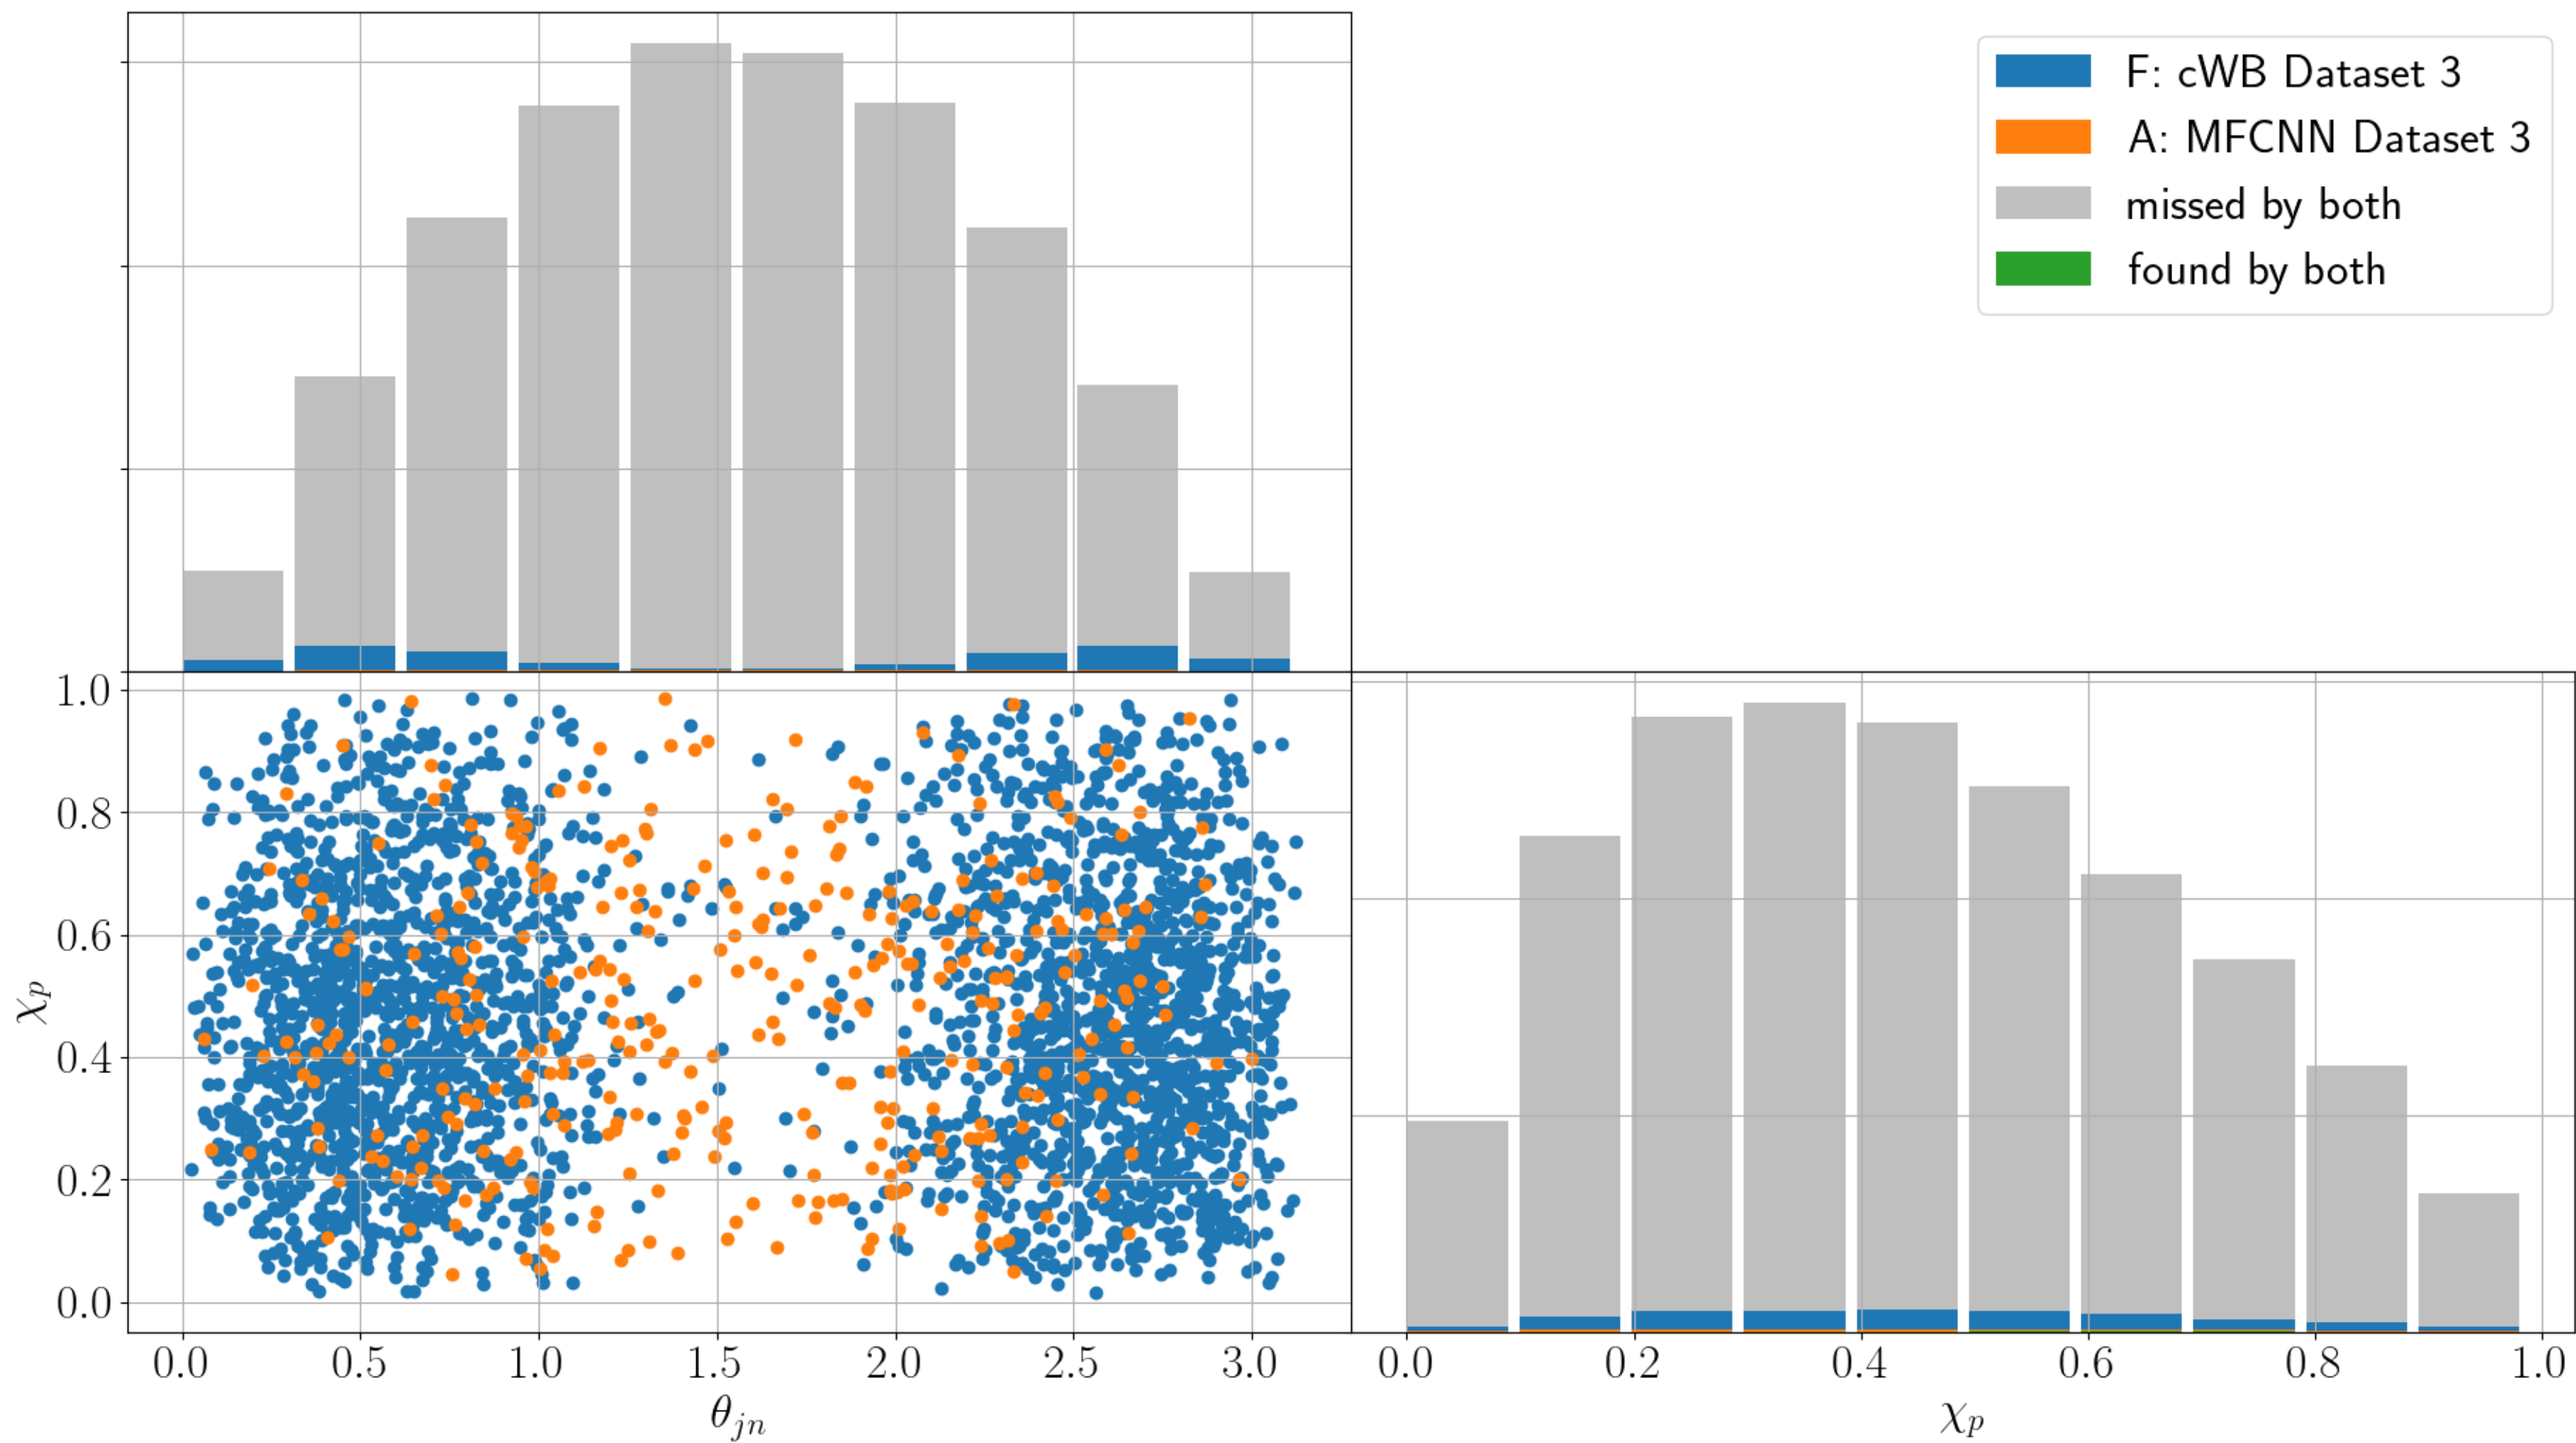 F: cWB Dataset 3
A: MFCNN Dataset 3
missed by both
found by both
1.0
0.8
0.6
0.4
0.2
0.0
χp
0.0 0.5 1.0 1.5 2.0 2.5 3.0
θjn
0.0 0.2 0.4 0.6 0.8 1.0
χp